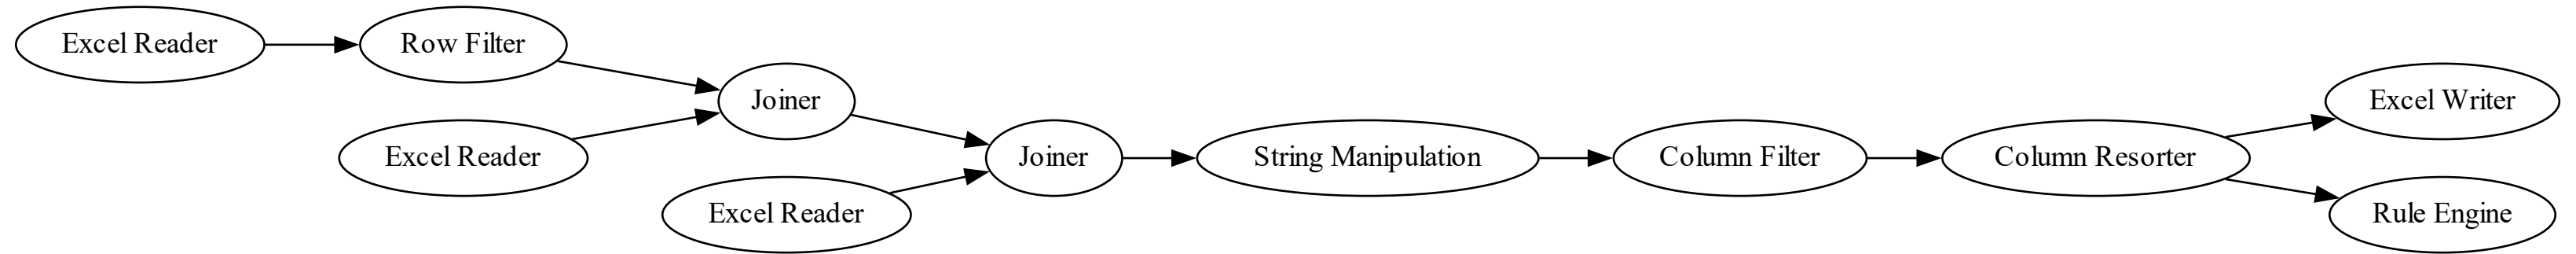 Excel Reader
Row Filter
Excel Reader
Joiner
Excel Reader
Joiner
String Manipulation
Column Filter
Column Resorter
Excel Writer
Rule Engine